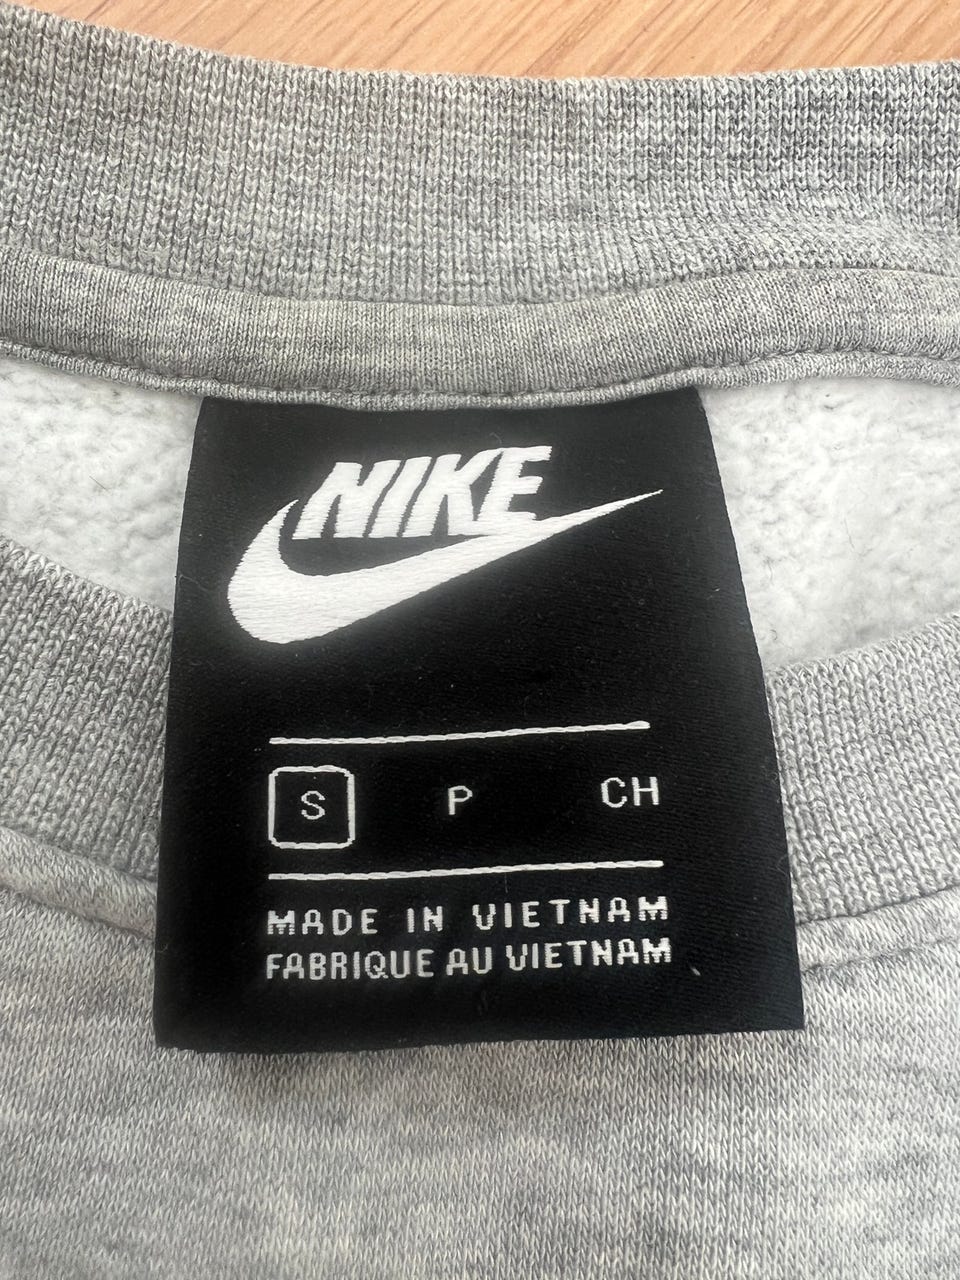 NIKE
S P CH
MADE IN VIETNAM
FABRIQUE AU VIETNAM